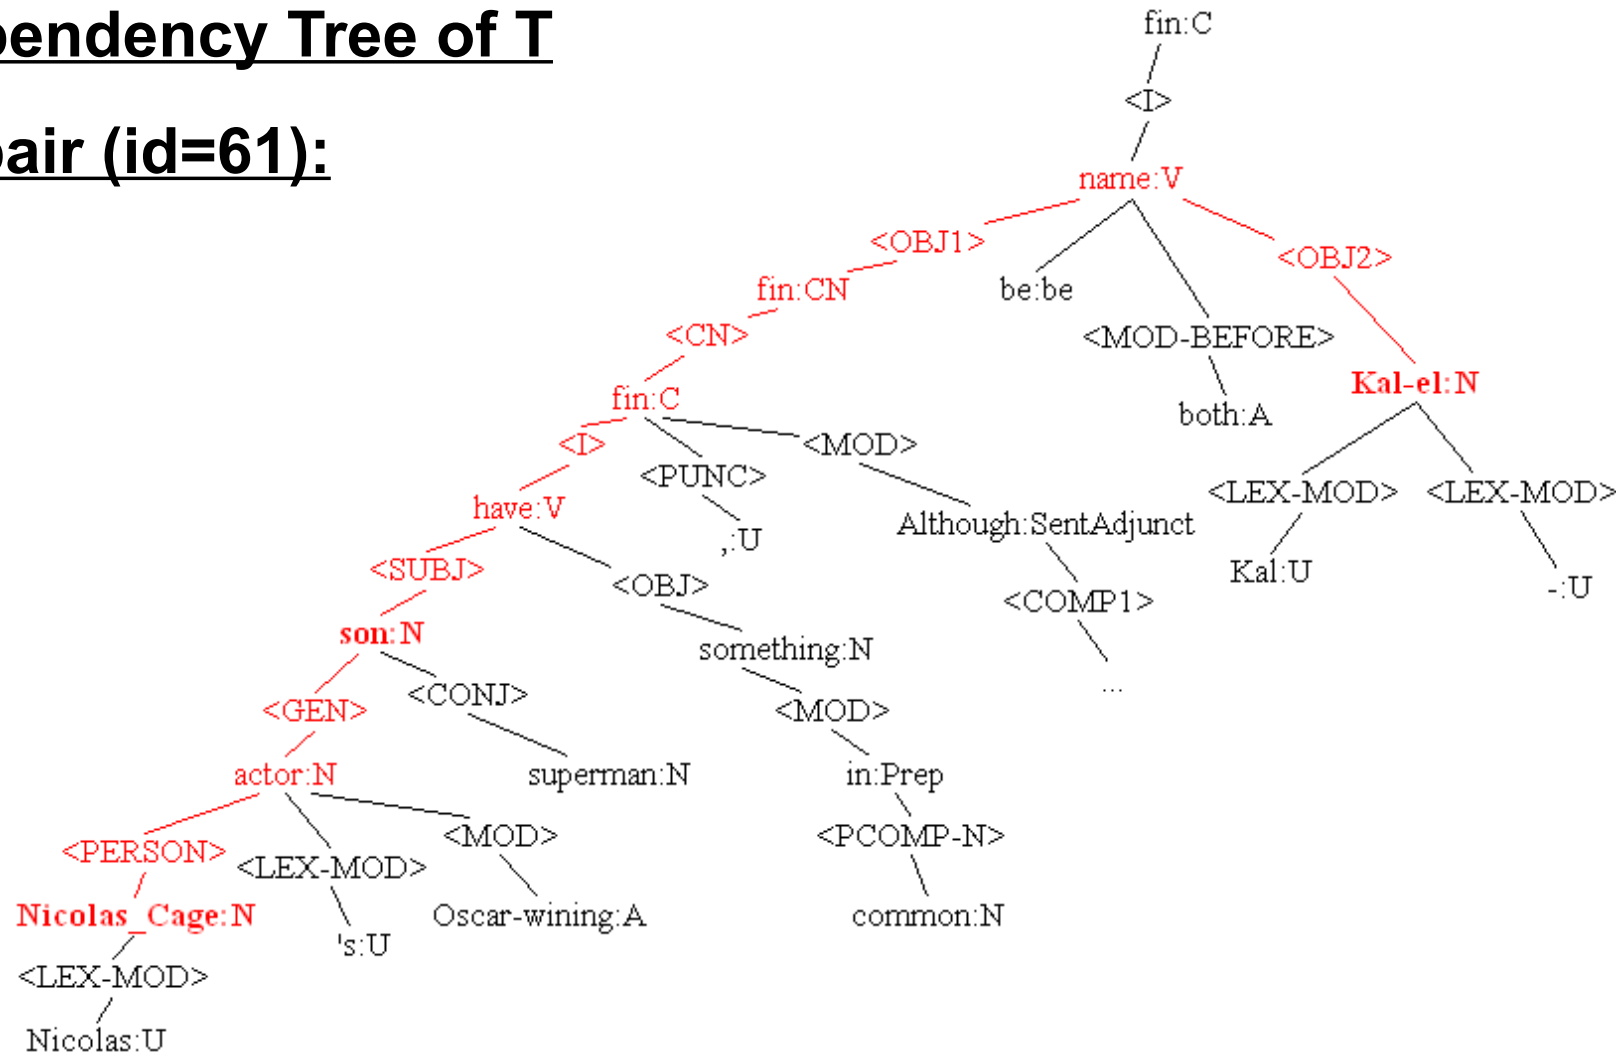 pendency Tree of T
pair (id=61):
fin:C
<I>
name:V
<OBJ1>
<OBJ2>
fin:CN
be:be
<CN>
<MOD-BEFORE>
Kal-el:N
fin:C
both:A
<I>
<MOD>
<PUNC>
<LEX-MOD>
<LEX-MOD>
have:V
Although:SentAdjunct
,:U
<SUBJ>
Kal:U
<OBJ>
-:U
<COMP1>
son:N
something:N
...
<CONJ>
<GEN>
<MOD>
actor:N
superman:N
in:Prep
<MOD>
<PCOMP-N>
<PERSON>
<LEX-MOD>
Nicolas_Cage:N
Oscar-wining:A
common:N
's:U
<LEX-MOD>
Nicolas:U